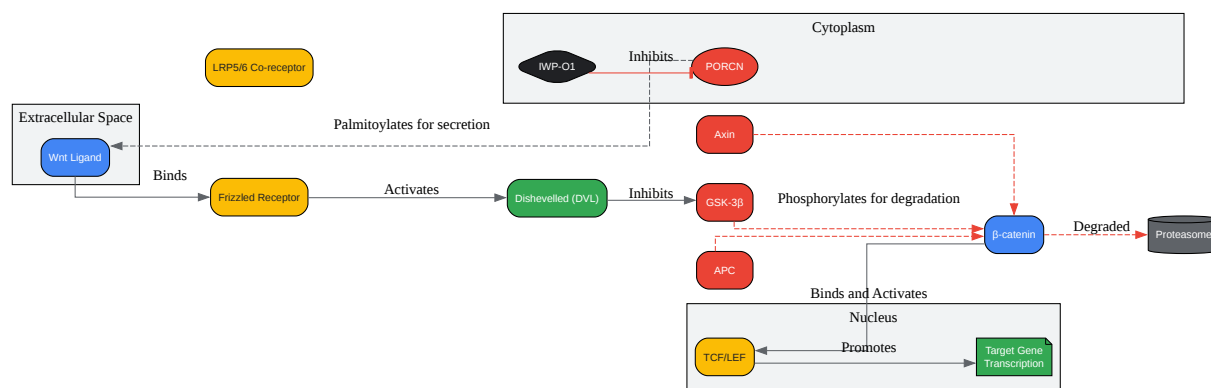 Cytoplasm
Inhibits
IWP-O1
PORCN
LRP5/6 Co-receptor
Extracellular Space
Palmitoylates for secretion
Axin
Wnt Ligand
Binds
Frizzled Receptor
Activates
Dishevelled (DVL)
Inhibits
GSK-3β
Phosphorylates for degradation
β-catenin
Degraded
Proteasome
APC
Binds and Activates
Nucleus
TCF/LEF
Promotes
Target Gene
Transcription